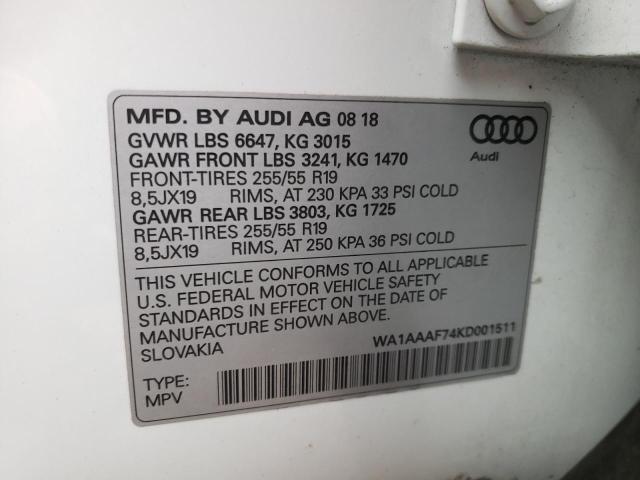 MFD. BY AUDI AG 08 18
GVWR LBS 6647, KG 3015
GAWR FRONT LBS 3241, KG 1470
FRONT-TIRES 255/55 R19
8,5JX19 RIMS, AT 230 KPA 33 PSI COLD
GAWR REAR LBS 3803, KG 1725
REAR-TIRES 255/55 R19
8,5JX19 RIMS, AT 250 KPA 36 PSI COLD
Audi
THIS VEHICLE CONFORMS TO ALL APPLICABLE
U.S. FEDERAL MOTOR VEHICLE SAFETY
STANDARDS IN EFFECT ON THE DATE OF
MANUFACTURE SHOWN ABOVE.
SLOVAKIA
WA1AAAF74KD001511
TYPE:
MPV